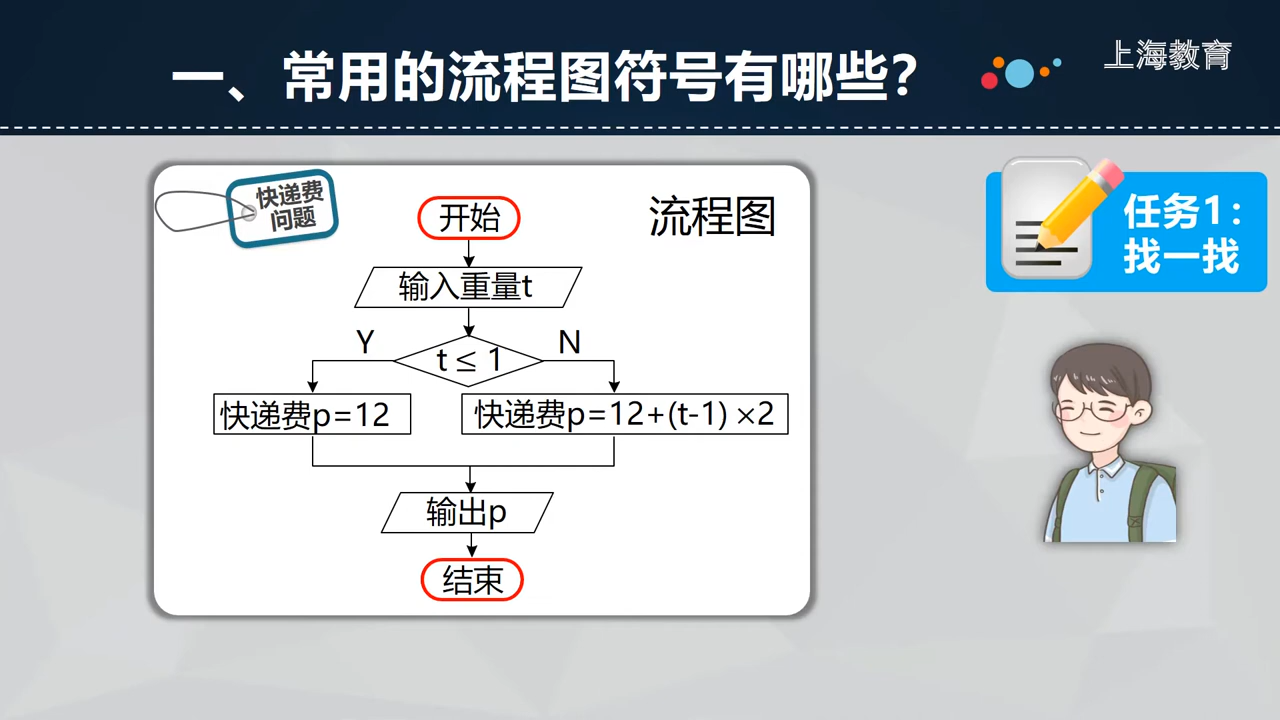 一、常用的流程图符号有哪些？
上海教育
快递费
问题
流程图
开始
输入重量t
Y
N
t ≤ 1
快递费p=12
快递费p=12+(t-1) ×2
输出p
结束
任务1：
找一找